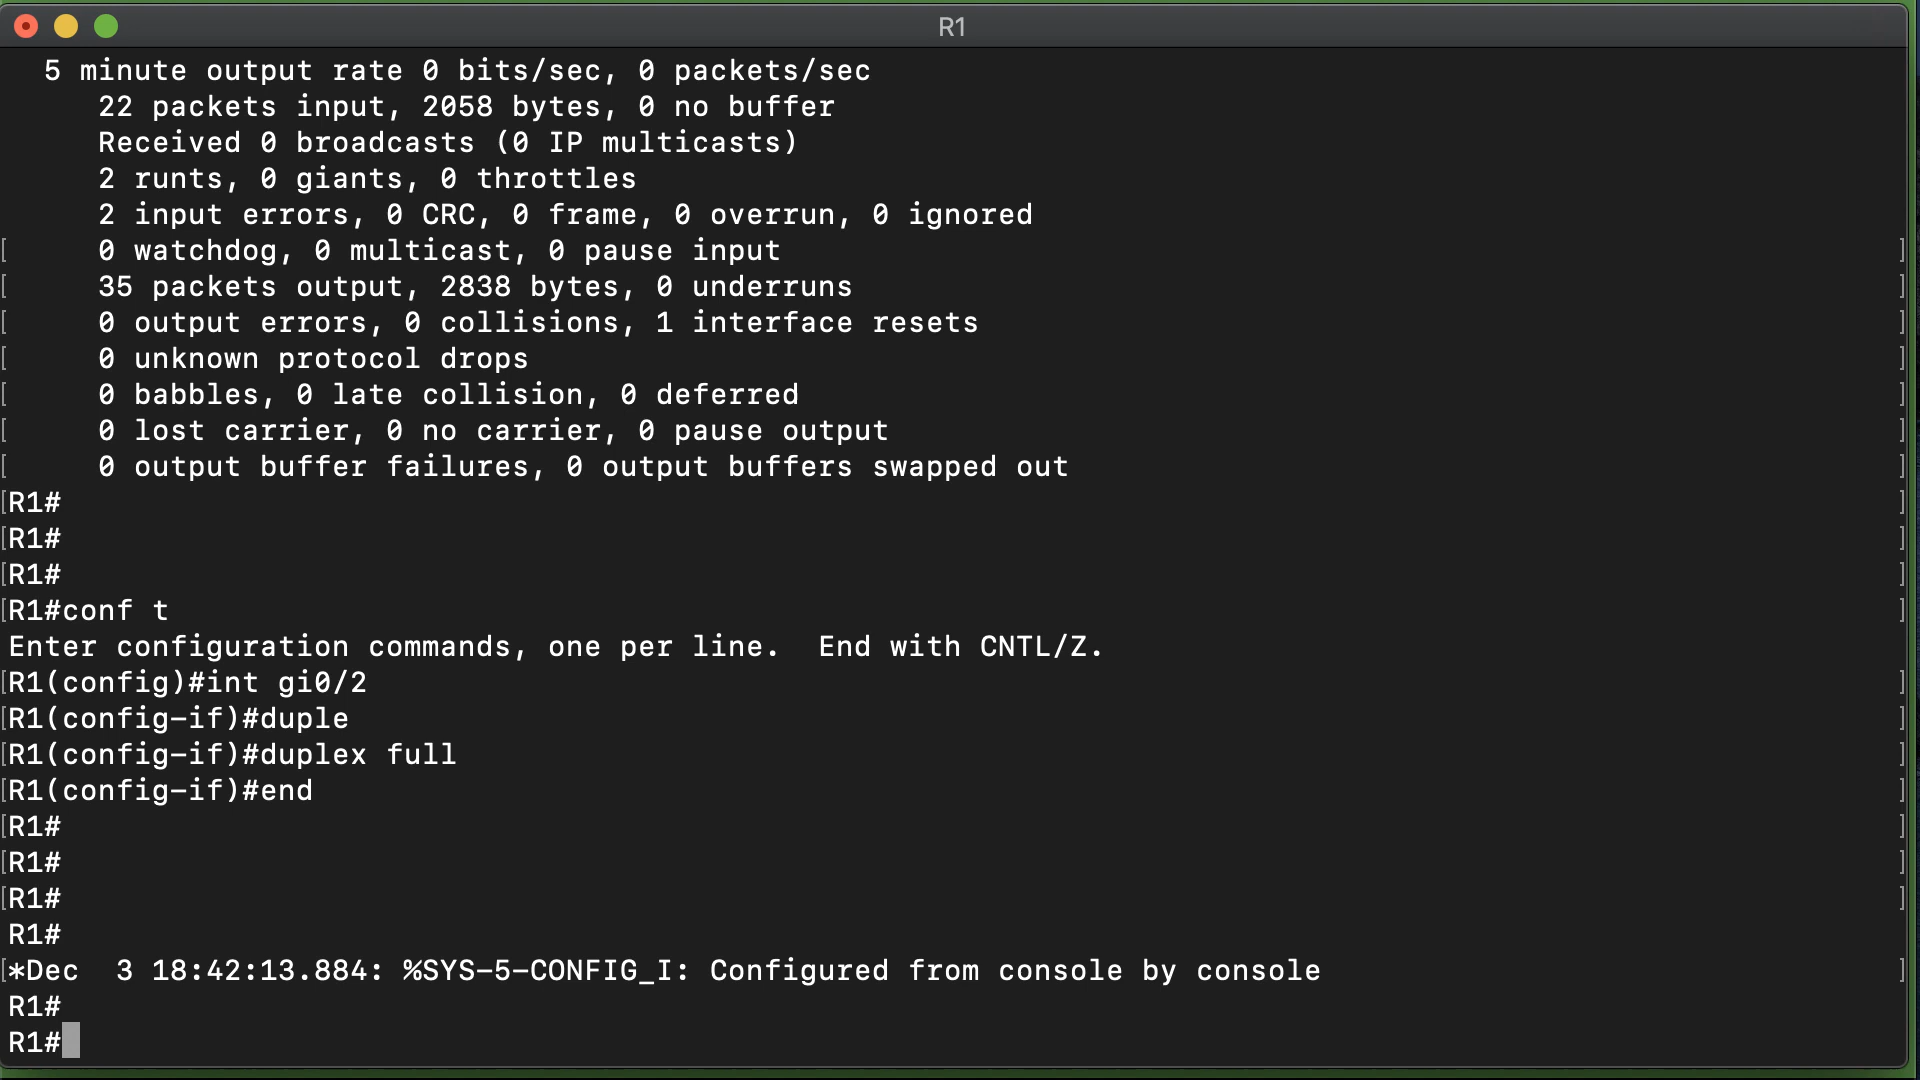 R1
5 minute output rate 0 bits/sec, 0 packets/sec
22 packets input, 2058 bytes, 0 no buffer
Received 0 broadcasts (0 IP multicasts)
2 runts, 0 giants, 0 throttles
2 input errors, 0 CRC, 0 frame, 0 overrun, 0 ignored
[ 0 watchdog, 0 multicast, 0 pause input ]
[ 35 packets output, 2838 bytes, 0 underruns ]
[ 0 output errors, 0 collisions, 1 interface resets ]
[ 0 unknown protocol drops ]
[ 0 babbles, 0 late collision, 0 deferred ]
[ 0 lost carrier, 0 no carrier, 0 pause output ]
[ 0 output buffer failures, 0 output buffers swapped out ]
[R1# ]
[R1# ]
[R1# ]
[R1#conf t ]
Enter configuration commands, one per line.  End with CNTL/Z.
[R1(config)#int gi0/2 ]
[R1(config-if)#duple ]
[R1(config-if)#duplex full ]
[R1(config-if)#end ]
[R1# ]
[R1# ]
[R1# ]
R1#
[*Dec  3 18:42:13.884: %SYS-5-CONFIG_I: Configured from console by console ]
R1#
R1#